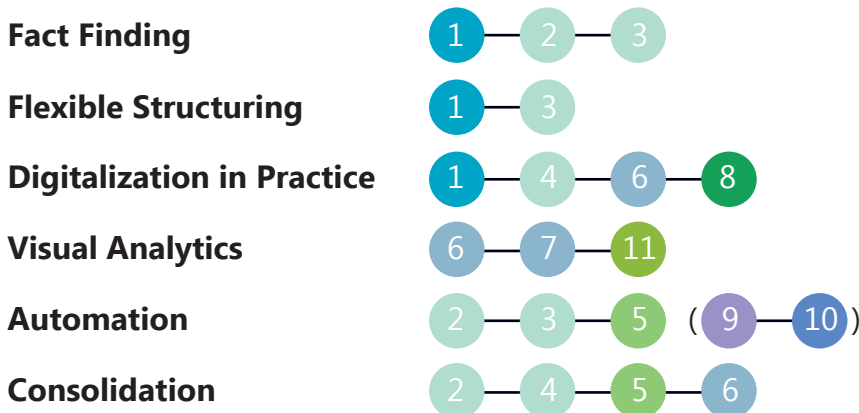 Fact Finding 1 2 3
Flexible Structuring 1 3
Digitalization in Practice 1 4 6 8
Visual Analytics 6 7 11
Automation 2 3 5 ( 9 10 )
Consolidation 2 4 5 6